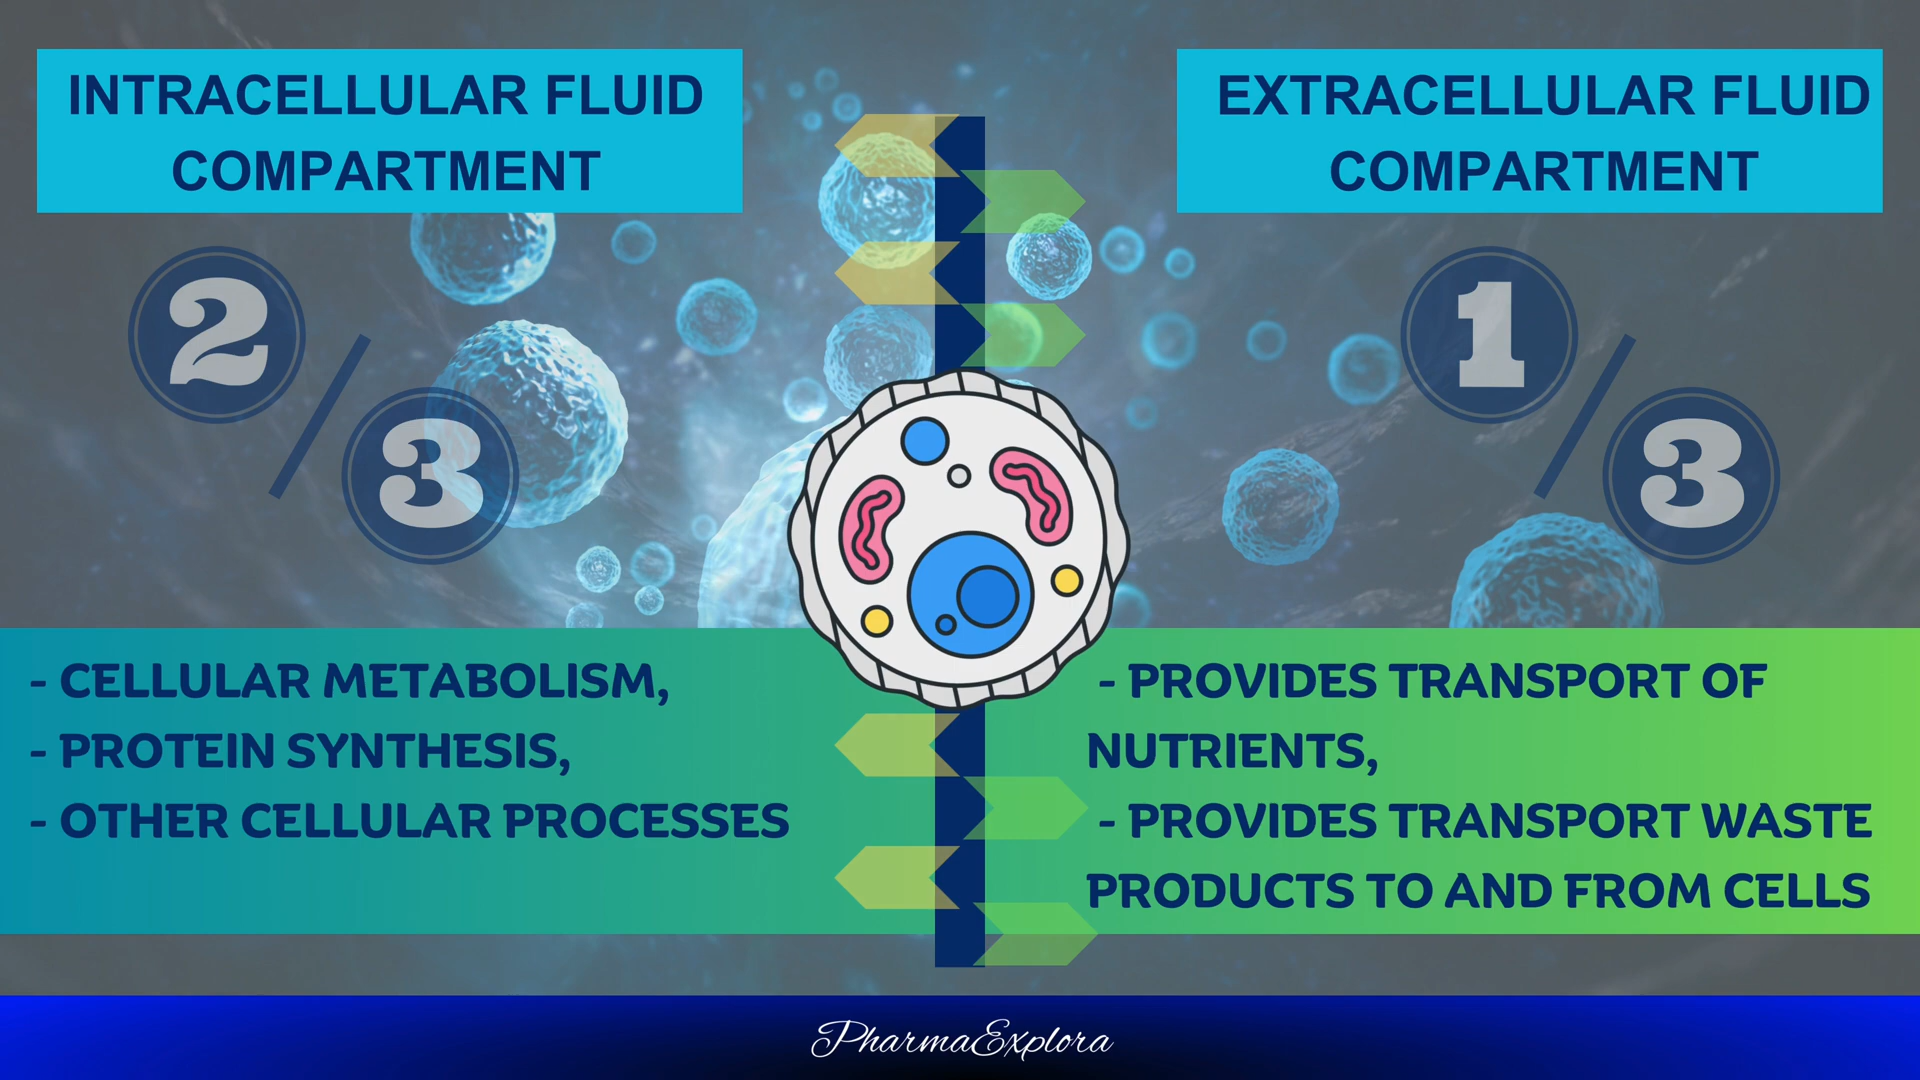 INTRACELLULAR FLUID
COMPARTMENT
2/3
- CELLULAR METABOLISM,
- PROTEIN SYNTHESIS,
- OTHER CELLULAR PROCESSES
EXTRACELLULAR FLUID
COMPARTMENT
1/3
- PROVIDES TRANSPORT OF
NUTRIENTS,
- PROVIDES TRANSPORT WASTE
PRODUCTS TO AND FROM CELLS
PharmaExplora